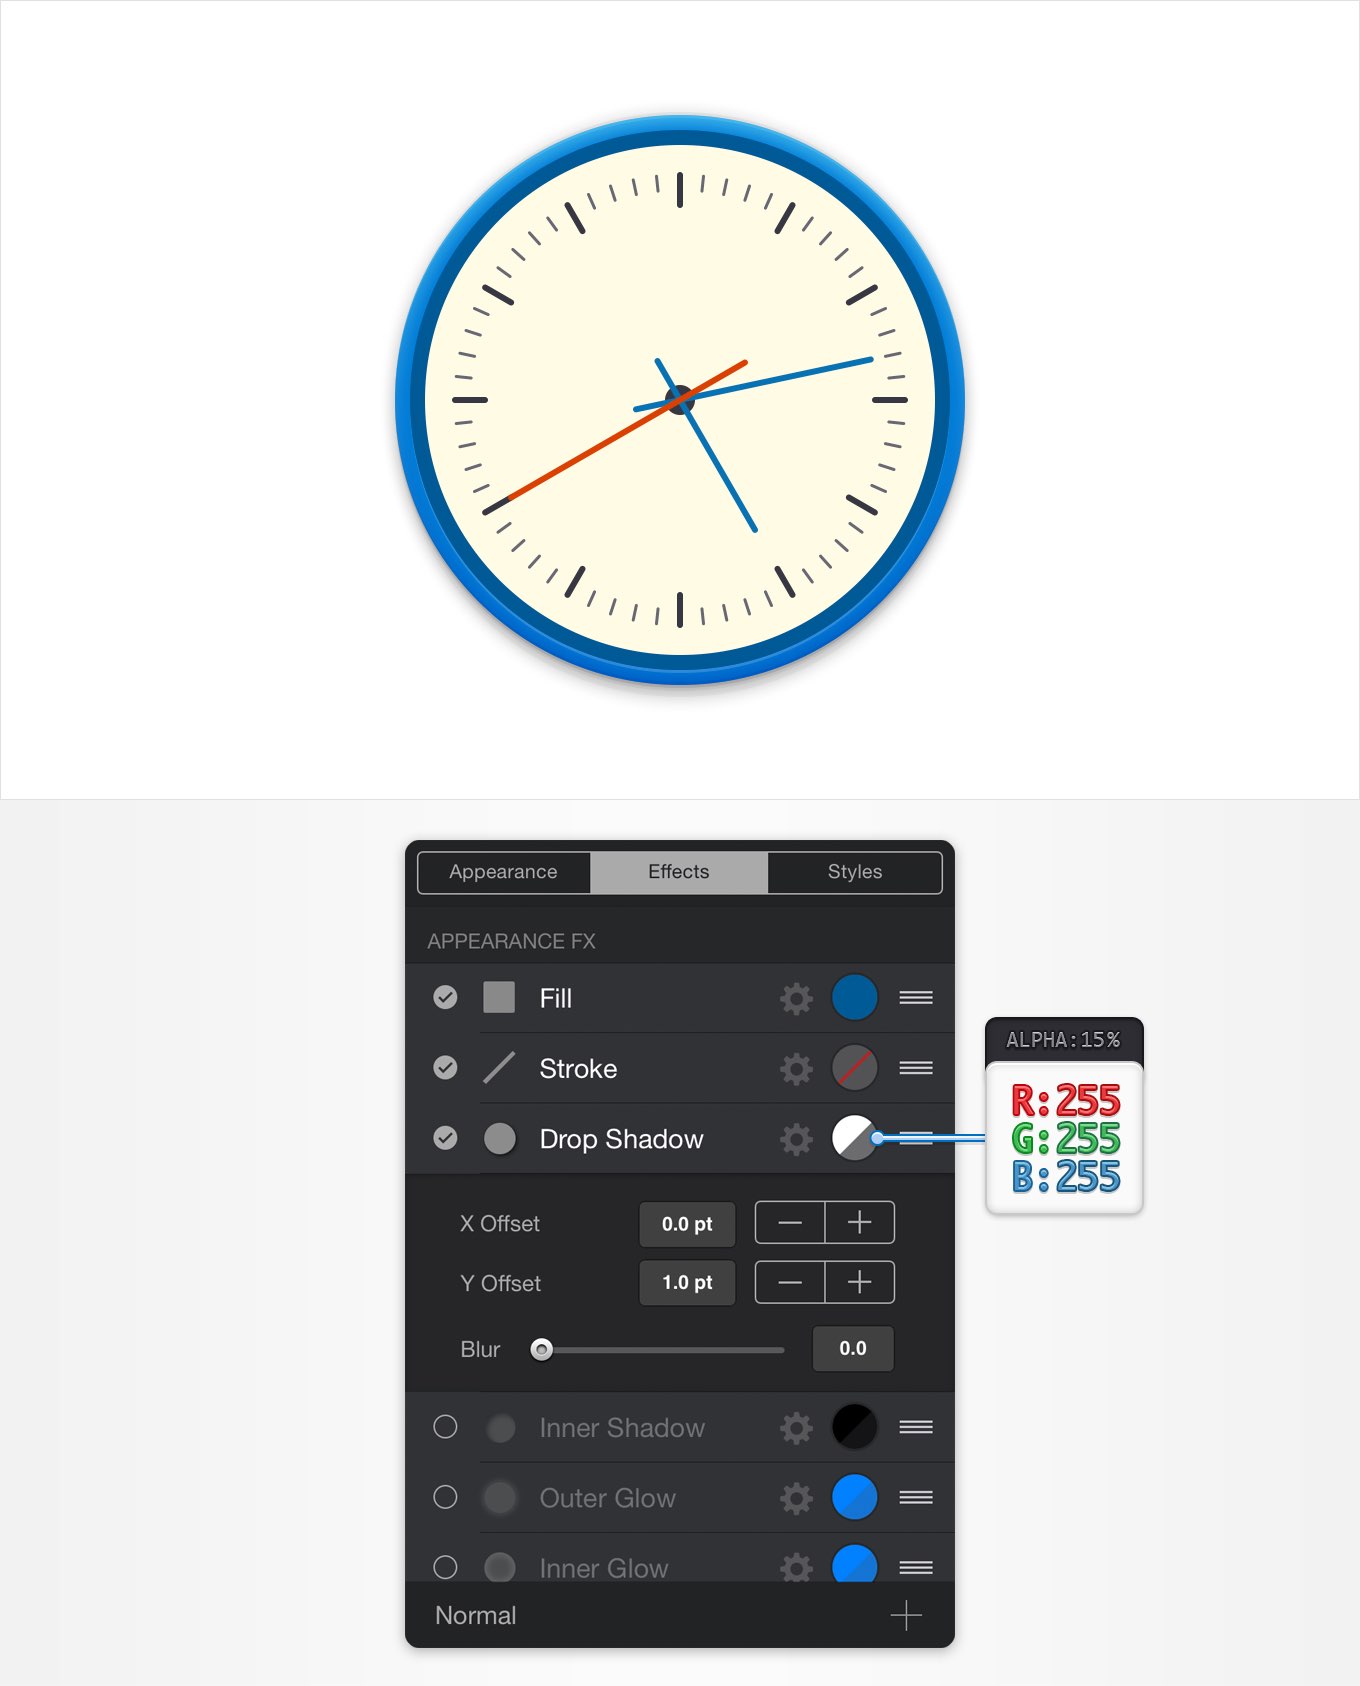 Appearance Effects Styles
APPEARANCE FX
Fill
Stroke
Drop Shadow
ALPHA:15%
R:255
G:255
B:255
X Offset 0.0 pt
Y Offset 1.0 pt
Blur 0.0
Inner Shadow
Outer Glow
Inner Glow
Normal